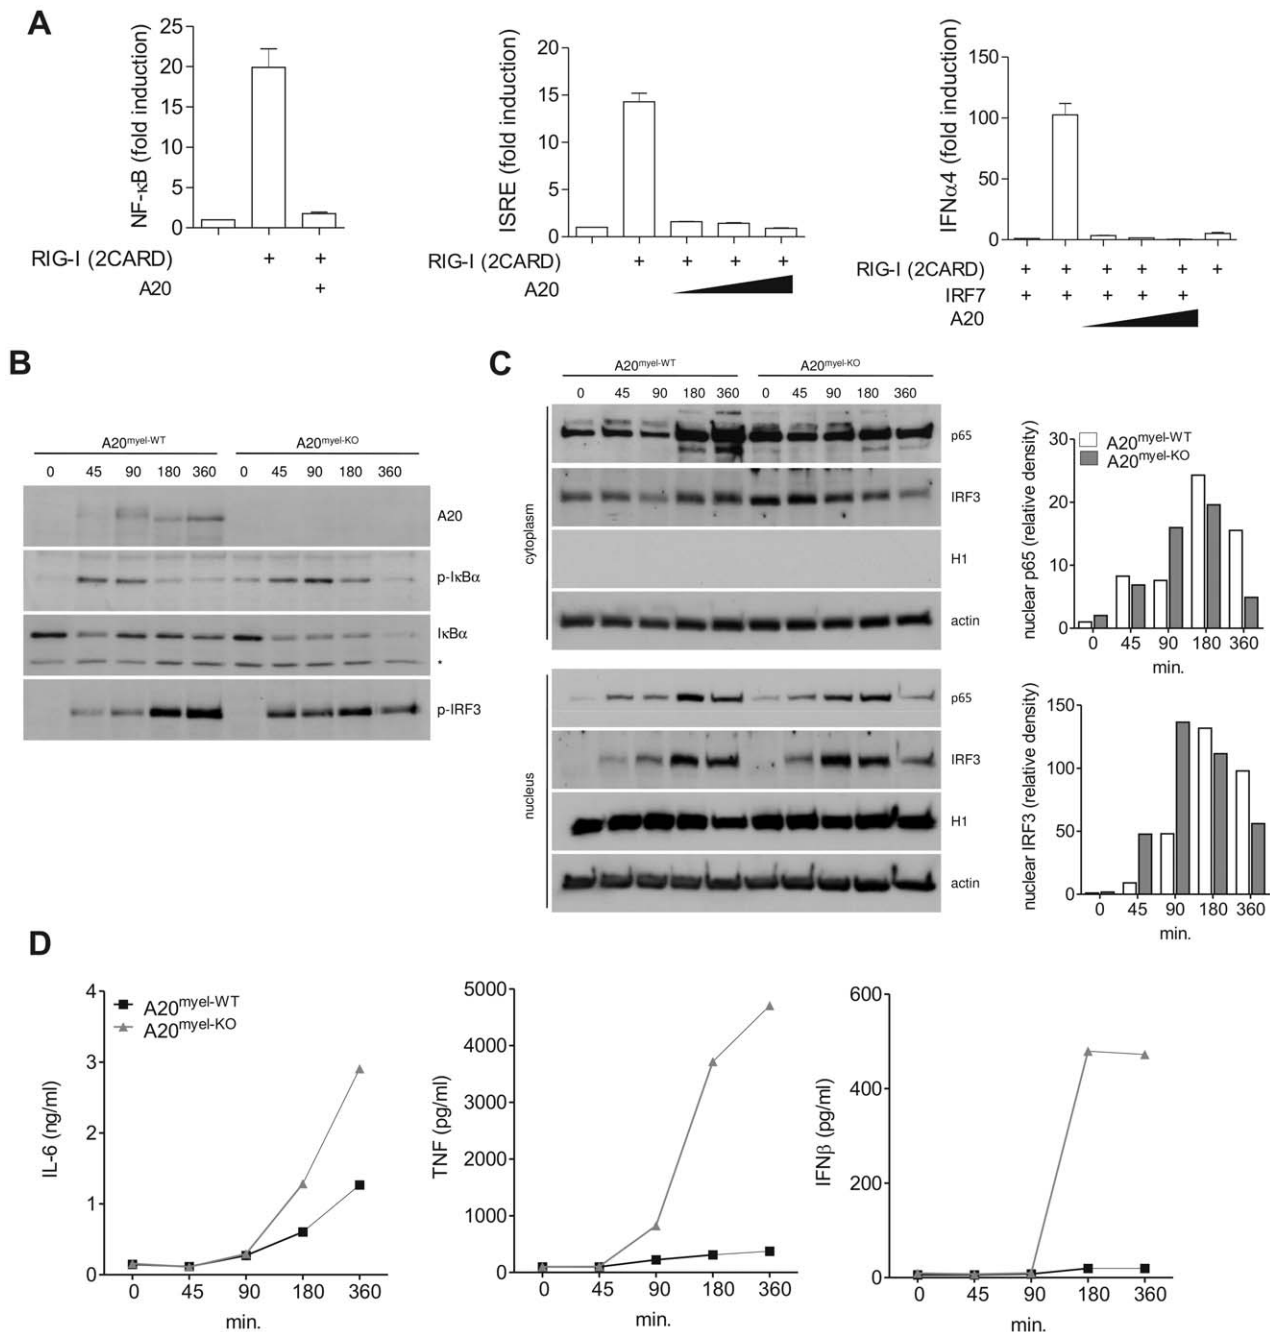 A
NF-κB (fold induction)
25
20
15
10
5
0
RIG-I (2CARD) + +
A20 +
ISRE (fold induction)
20
15
10
5
0
RIG-I (2CARD) + + + +
A20
IFNα4 (fold induction)
150
100
50
0
RIG-I (2CARD) + + + + + +
IRF7 + + + + +
A20
B
A20myel-WT A20myel-KO
0 45 90 180 360 0 45 90 180 360
A20
p-IκBα
IκBα
*
p-IRF3
C
A20myel-WT A20myel-KO
0 45 90 180 360 0 45 90 180 360
cytoplasm
p65
IRF3
H1
actin
nucleus
p65
IRF3
H1
actin
nuclear p65 (relative density)
30
20
10
0
A20myel-WT
A20myel-KO
0 45 90 180 360
min.
nuclear IRF3 (relative density)
150
100
50
0
0 45 90 180 360
min.
D
IL-6 (ng/ml)
4
3
2
1
0
A20myel-WT
A20myel-KO
0 45 90 180 360
min.
TNF (pg/ml)
5000
4000
3000
2000
1000
0
0 45 90 180 360
min.
IFNβ (pg/ml)
600
400
200
0
0 45 90 180 360
min.